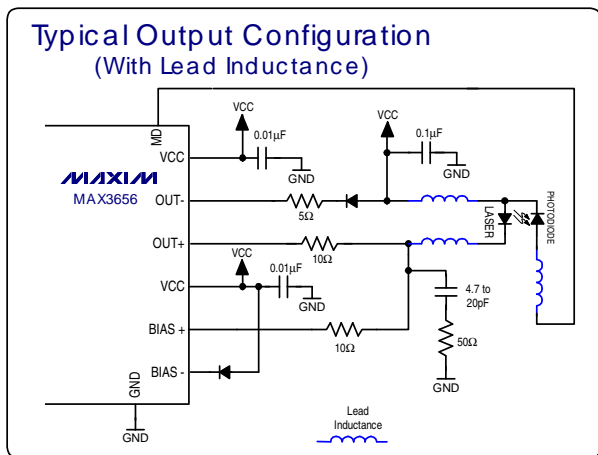 Typical Output Configuration
(With Lead Inductance)
MD
VCC
0.01µF
GND
VCC
0.1µF
GND
VCC
MAXIM
MAX3656
OUT-
5Ω
LASER
PHOTODIODE
OUT+
10Ω
VCC
VCC
0.01µF
GND
4.7 to
20pF
BIAS +
10Ω
50Ω
GND
BIAS -
GND
GND
Lead
Inductance